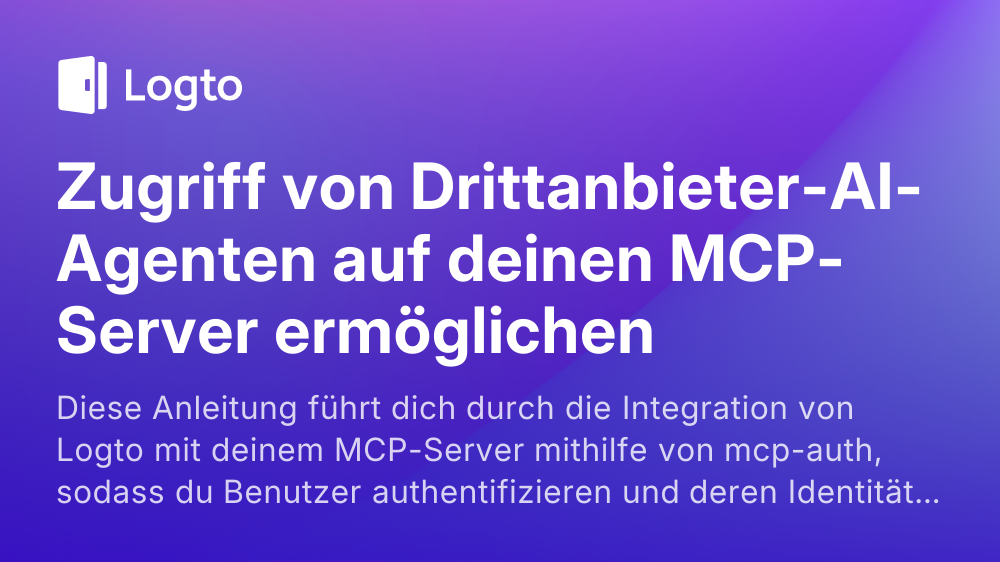 Logto
Zugriff von Drittanbieter-AI-
Agenten auf deinen MCP-
Server ermöglichen
Diese Anleitung führt dich durch die Integration von
Logto mit deinem MCP-Server mithilfe von mcp-auth,
sodass du Benutzer authentifizieren und deren Identität...